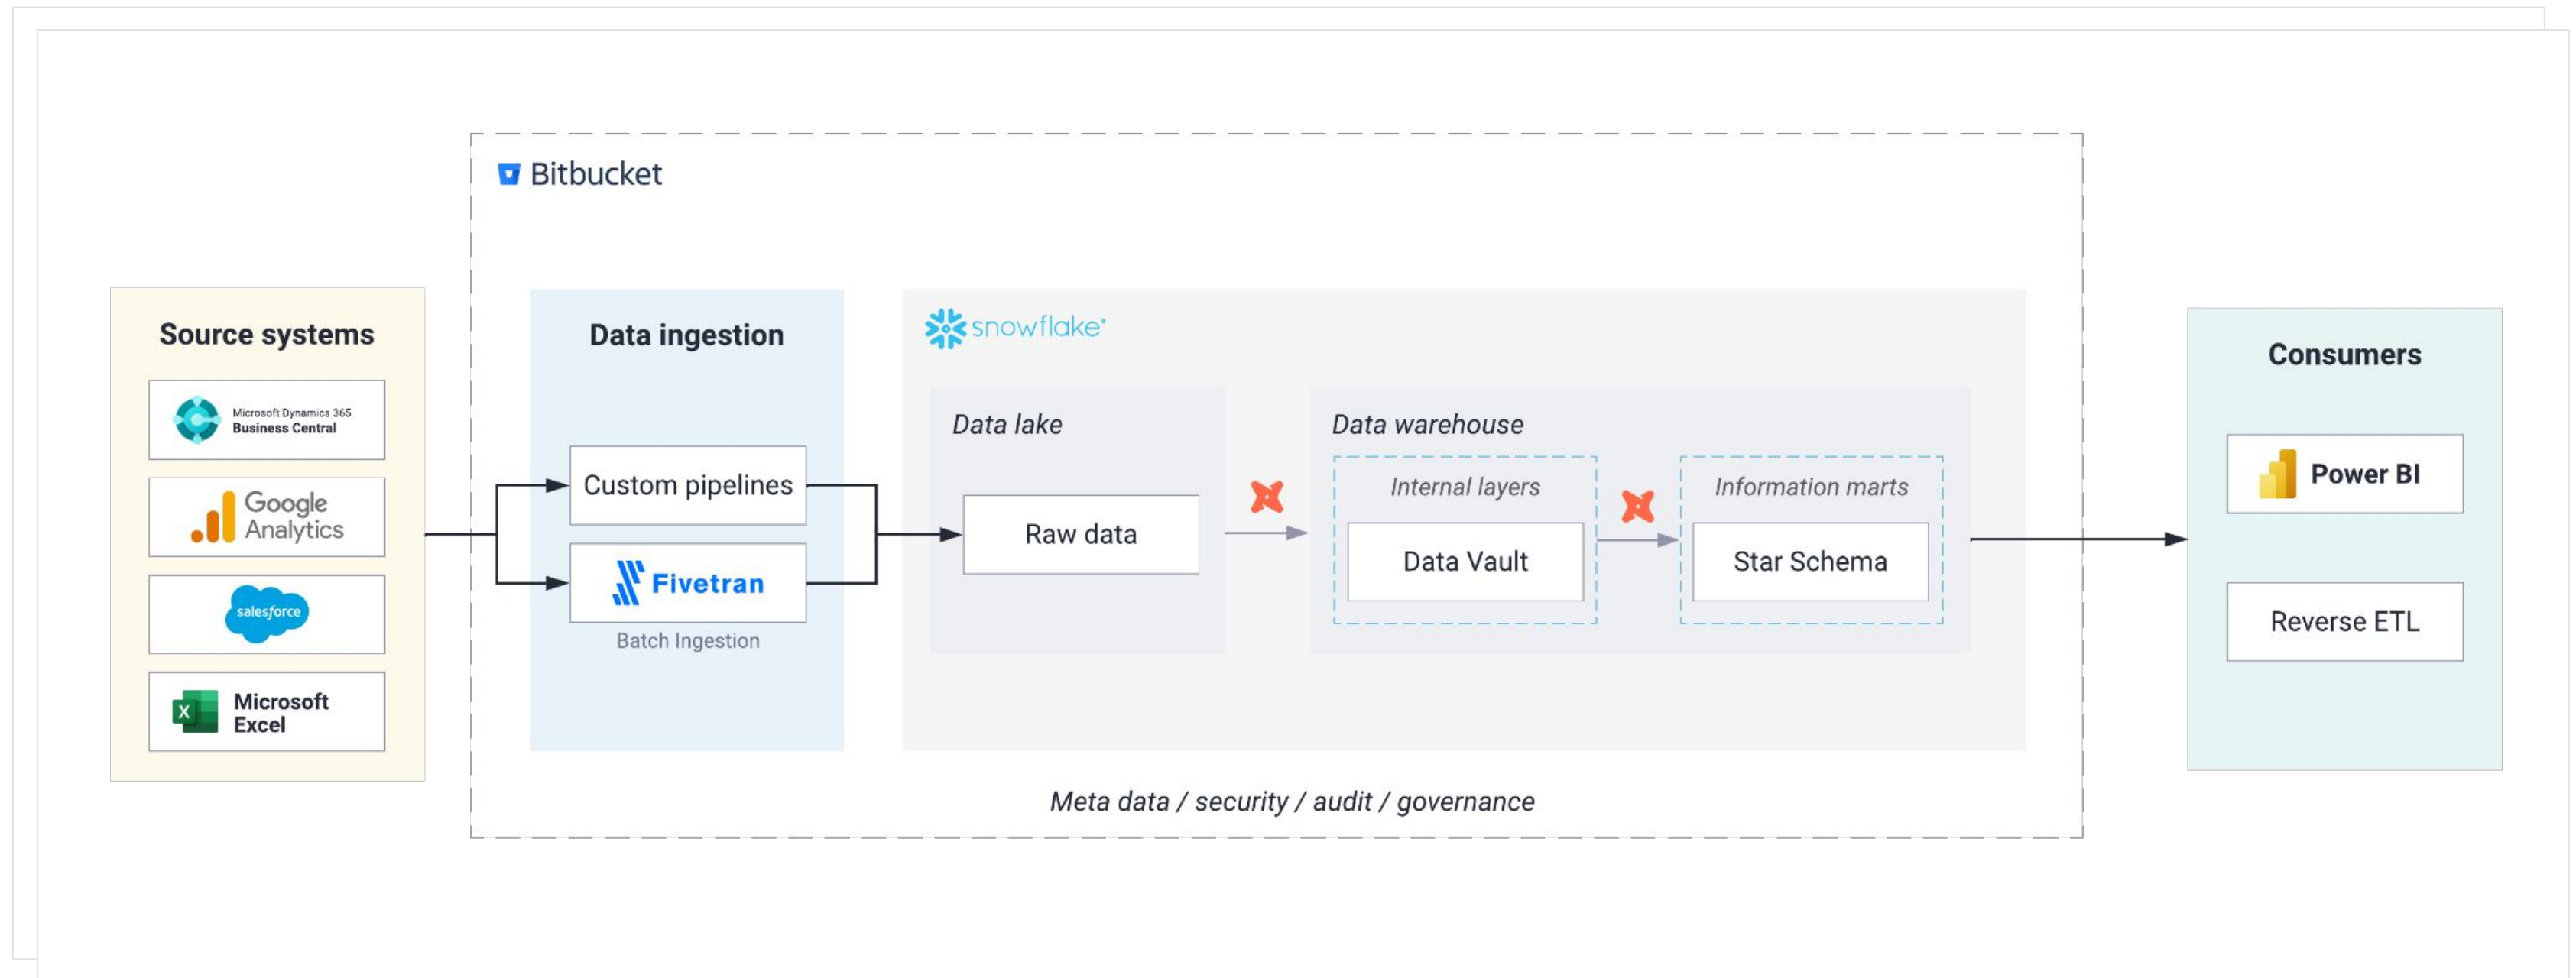 Bitbucket
Source systems
Microsoft Dynamics 365
Business Central
Google
Analytics
salesforce
Microsoft
Excel
Data ingestion
Custom pipelines
Fivetran
Batch Ingestion
snowflake
Data lake
Raw data
Data warehouse
Internal layers
Data Vault
Information marts
Star Schema
Meta data / security / audit / governance
Consumers
Power BI
Reverse ETL